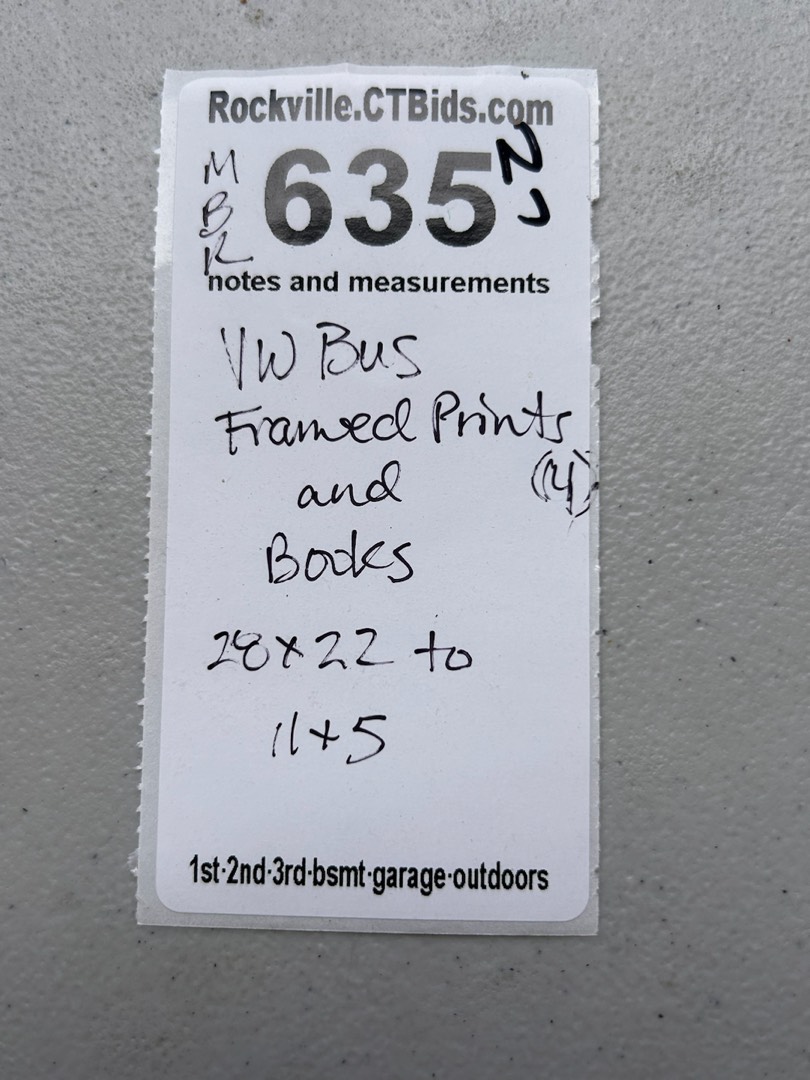 Rockville.CTBids.com
MBR 635 NJ
notes and measurements
VW Bus
Framed Prints
and (4)
Books
28x22 to
11x5
1st·2nd·3rd·bsmt·garage·outdoors